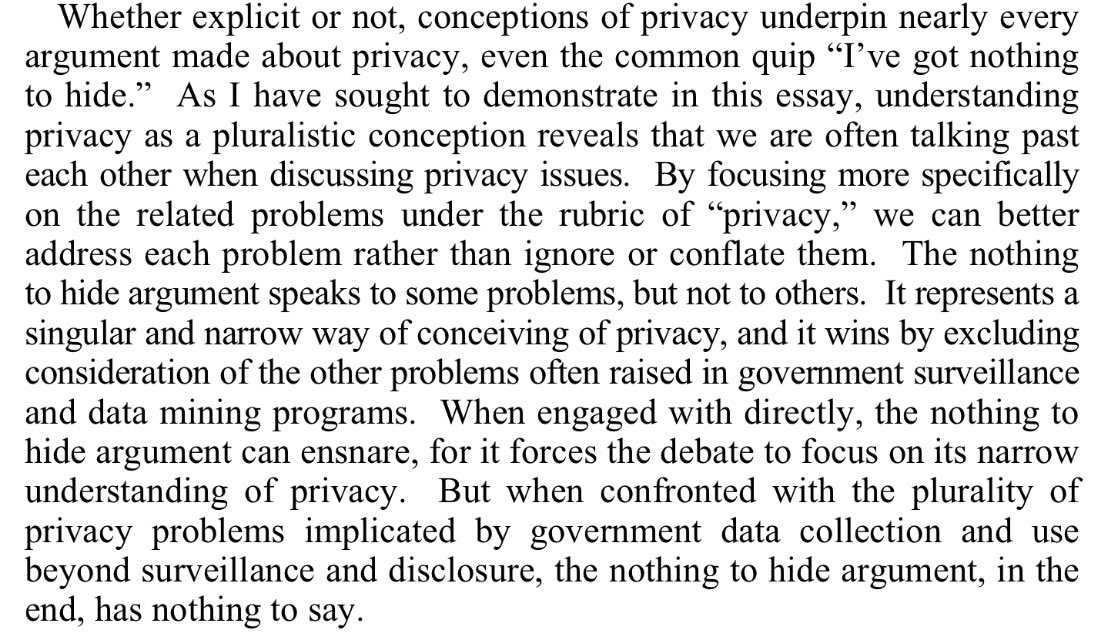 Whether explicit or not, conceptions of privacy underpin nearly every
argument made about privacy, even the common quip “I’ve got nothing
to hide.” As I have sought to demonstrate in this essay, understanding
privacy as a pluralistic conception reveals that we are often talking past
each other when discussing privacy issues. By focusing more specifically
on the related problems under the rubric of “privacy,” we can better
address each problem rather than ignore or conflate them. The nothing
to hide argument speaks to some problems, but not to others. It represents a
singular and narrow way of conceiving of privacy, and it wins by excluding
consideration of the other problems often raised in government surveillance
and data mining programs. When engaged with directly, the nothing to
hide argument can ensnare, for it forces the debate to focus on its narrow
understanding of privacy. But when confronted with the plurality of
privacy problems implicated by government data collection and use
beyond surveillance and disclosure, the nothing to hide argument, in the
end, has nothing to say.